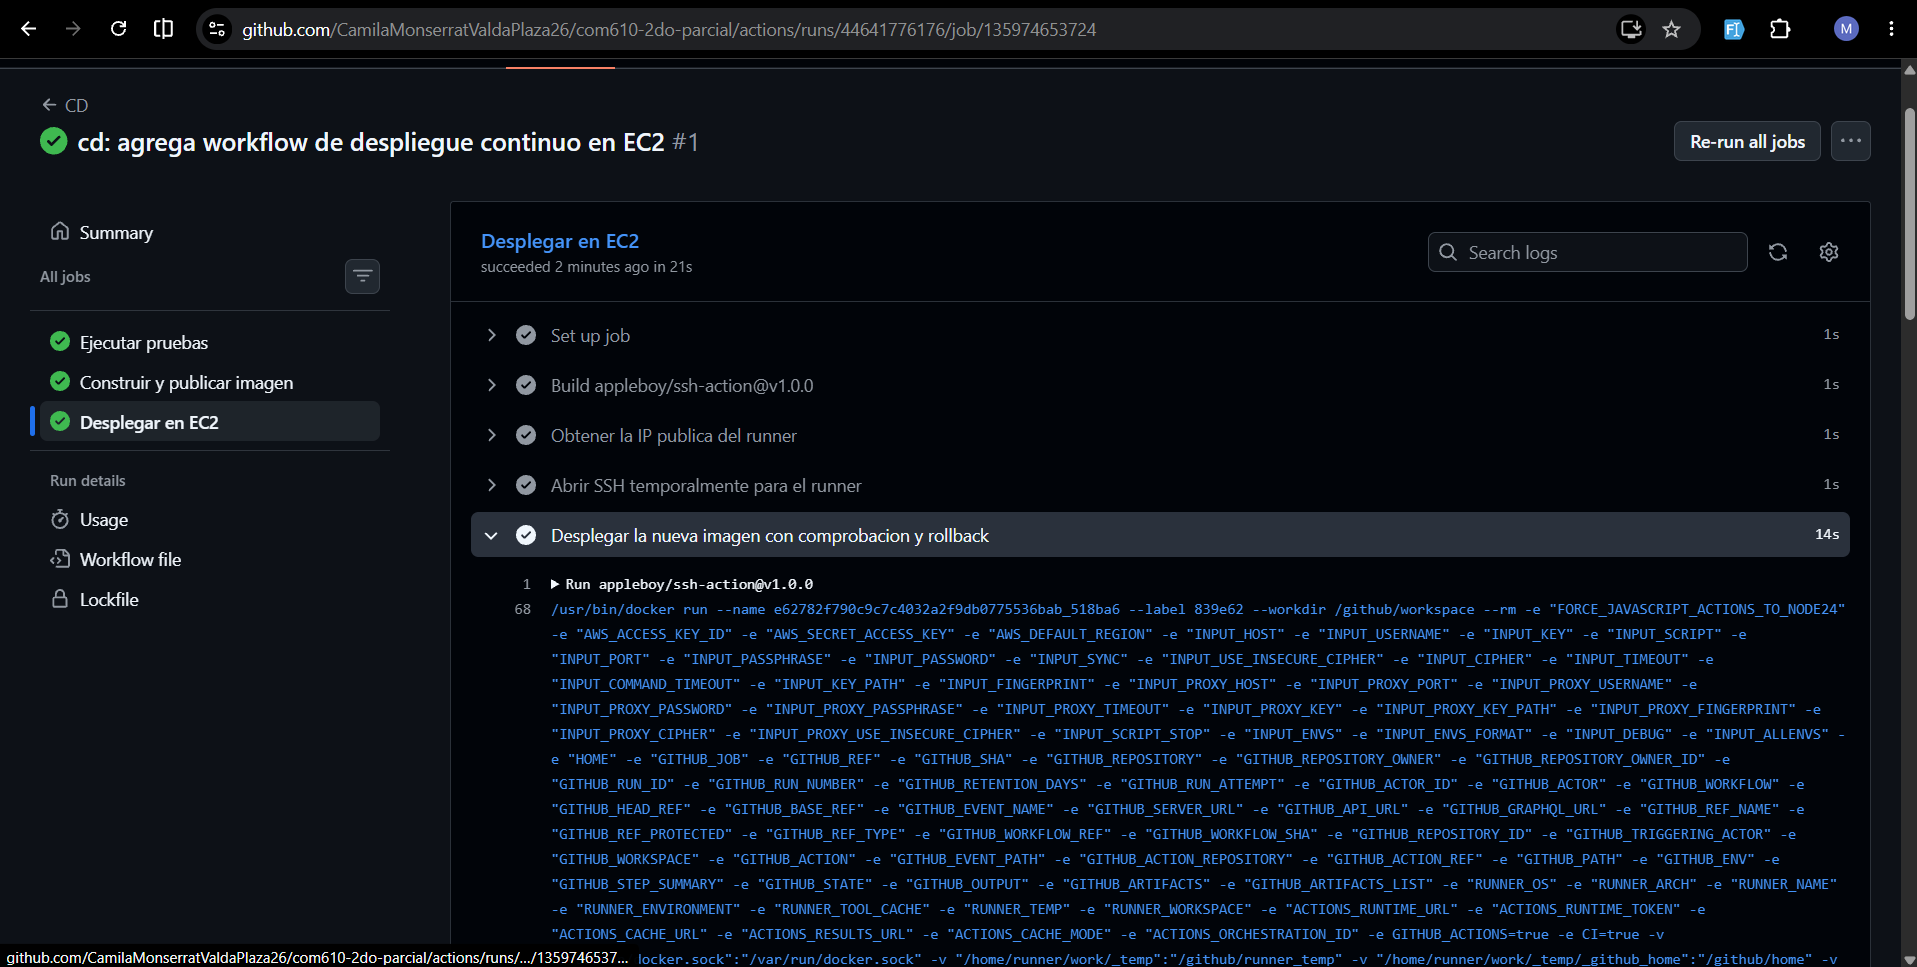 github.com/CamilaMonserratValdaPlaza26/com610-2do-parcial/actions/runs/44641776176/job/135974653724
M
CD
cd: agrega workflow de despliegue continuo en EC2 #1
Re-run all jobs
Summary
All jobs
Ejecutar pruebas
Construir y publicar imagen
Desplegar en EC2
Run details
Usage
Workflow file
Lockfile
Desplegar en EC2
succeeded 2 minutes ago in 21s
Search logs
Set up job 1s
Build appleboy/ssh-action@v1.0.0 1s
Obtener la IP publica del runner 1s
Abrir SSH temporalmente para el runner 1s
Desplegar la nueva imagen con comprobacion y rollback 14s
1 Run appleboy/ssh-action@v1.0.0
68 /usr/bin/docker run --name e62782f790c9c7c4032a2f9db0775536bab_518ba6 --label 839e62 --workdir /github/workspace --rm -e "FORCE_JAVASCRIPT_ACTIONS_TO_NODE24"
-e "AWS_ACCESS_KEY_ID" -e "AWS_SECRET_ACCESS_KEY" -e "AWS_DEFAULT_REGION" -e "INPUT_HOST" -e "INPUT_USERNAME" -e "INPUT_KEY" -e "INPUT_SCRIPT" -e
"INPUT_PORT" -e "INPUT_PASSPHRASE" -e "INPUT_PASSWORD" -e "INPUT_SYNC" -e "INPUT_USE_INSECURE_CIPHER" -e "INPUT_CIPHER" -e "INPUT_TIMEOUT" -e
"INPUT_COMMAND_TIMEOUT" -e "INPUT_KEY_PATH" -e "INPUT_FINGERPRINT" -e "INPUT_PROXY_HOST" -e "INPUT_PROXY_PORT" -e "INPUT_PROXY_USERNAME" -e
"INPUT_PROXY_PASSWORD" -e "INPUT_PROXY_PASSPHRASE" -e "INPUT_PROXY_TIMEOUT" -e "INPUT_PROXY_KEY" -e "INPUT_PROXY_KEY_PATH" -e "INPUT_PROXY_FINGERPRINT" -e
"INPUT_PROXY_CIPHER" -e "INPUT_PROXY_USE_INSECURE_CIPHER" -e "INPUT_SCRIPT_STOP" -e "INPUT_ENVS" -e "INPUT_ENVS_FORMAT" -e "INPUT_DEBUG" -e "INPUT_ALLENVS" -
e "HOME" -e "GITHUB_JOB" -e "GITHUB_REF" -e "GITHUB_SHA" -e "GITHUB_REPOSITORY" -e "GITHUB_REPOSITORY_OWNER" -e "GITHUB_REPOSITORY_OWNER_ID" -e
"GITHUB_RUN_ID" -e "GITHUB_RUN_NUMBER" -e "GITHUB_RETENTION_DAYS" -e "GITHUB_RUN_ATTEMPT" -e "GITHUB_ACTOR_ID" -e "GITHUB_ACTOR" -e "GITHUB_WORKFLOW" -e
"GITHUB_HEAD_REF" -e "GITHUB_BASE_REF" -e "GITHUB_EVENT_NAME" -e "GITHUB_SERVER_URL" -e "GITHUB_API_URL" -e "GITHUB_GRAPHQL_URL" -e "GITHUB_REF_NAME" -e
"GITHUB_REF_PROTECTED" -e "GITHUB_REF_TYPE" -e "GITHUB_WORKFLOW_REF" -e "GITHUB_WORKFLOW_SHA" -e "GITHUB_REPOSITORY_ID" -e "GITHUB_TRIGGERING_ACTOR" -e
"GITHUB_WORKSPACE" -e "GITHUB_ACTION" -e "GITHUB_EVENT_PATH" -e "GITHUB_ACTION_REPOSITORY" -e "GITHUB_ACTION_REF" -e "GITHUB_PATH" -e "GITHUB_ENV" -e
"GITHUB_STEP_SUMMARY" -e "GITHUB_STATE" -e "GITHUB_OUTPUT" -e "GITHUB_ARTIFACTS" -e "GITHUB_ARTIFACTS_LIST" -e "RUNNER_OS" -e "RUNNER_ARCH" -e "RUNNER_NAME"
-e "RUNNER_ENVIRONMENT" -e "RUNNER_TOOL_CACHE" -e "RUNNER_TEMP" -e "RUNNER_WORKSPACE" -e "ACTIONS_RUNTIME_URL" -e "ACTIONS_RUNTIME_TOKEN" -e
"ACTIONS_CACHE_URL" -e "ACTIONS_RESULTS_URL" -e "ACTIONS_CACHE_MODE" -e "ACTIONS_ORCHESTRATION_ID" -e GITHUB_ACTIONS=true -e CI=true -v
locker.sock":"/var/run/docker.sock" -v "/home/runner/work/_temp":"/github/runner_temp" -v "/home/runner/work/_temp/_github_home":"/github/home" -v
github.com/CamilaMonserratValdaPlaza26/com610-2do-parcial/actions/runs/.../1359746537...